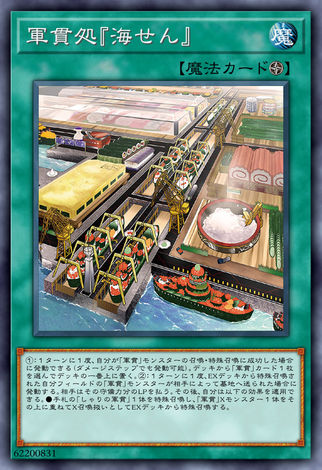 軍貫処『海せん』
魔
【魔法カード】
①:1ターンに1度、自分が「軍貫」モンスターの召喚・特殊召喚に成功した場合
に発動できる(ダメージステップでも発動可能)。デッキから「軍貫」カード1枚
を選んでデッキの一番上に置く。②:1ターンに1度、EXデッキから特殊召喚さ
れた自分フィールドの「軍貫」モンスターが相手によって墓地へ送られた場合に
発動する。相手はその守備力分のLPを払う。その後、自分は以下の効果を適用で
きる。●手札の「しゃりの軍貫」1体を特殊召喚し、「軍貫」Xモンスター1体をそ
の上に重ねてX召喚扱いとしてEXデッキから特殊召喚する。
62200831